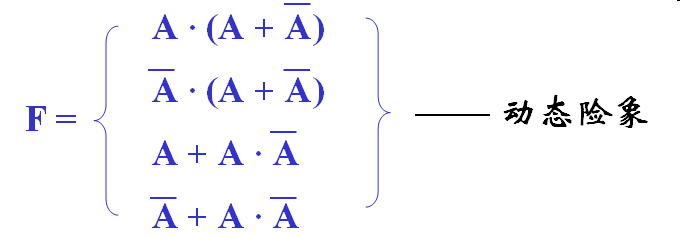 A · (A + A̅)
A̅ · (A + A̅)
F =
A + A · A̅
A̅ + A · A̅
—— 动态险象